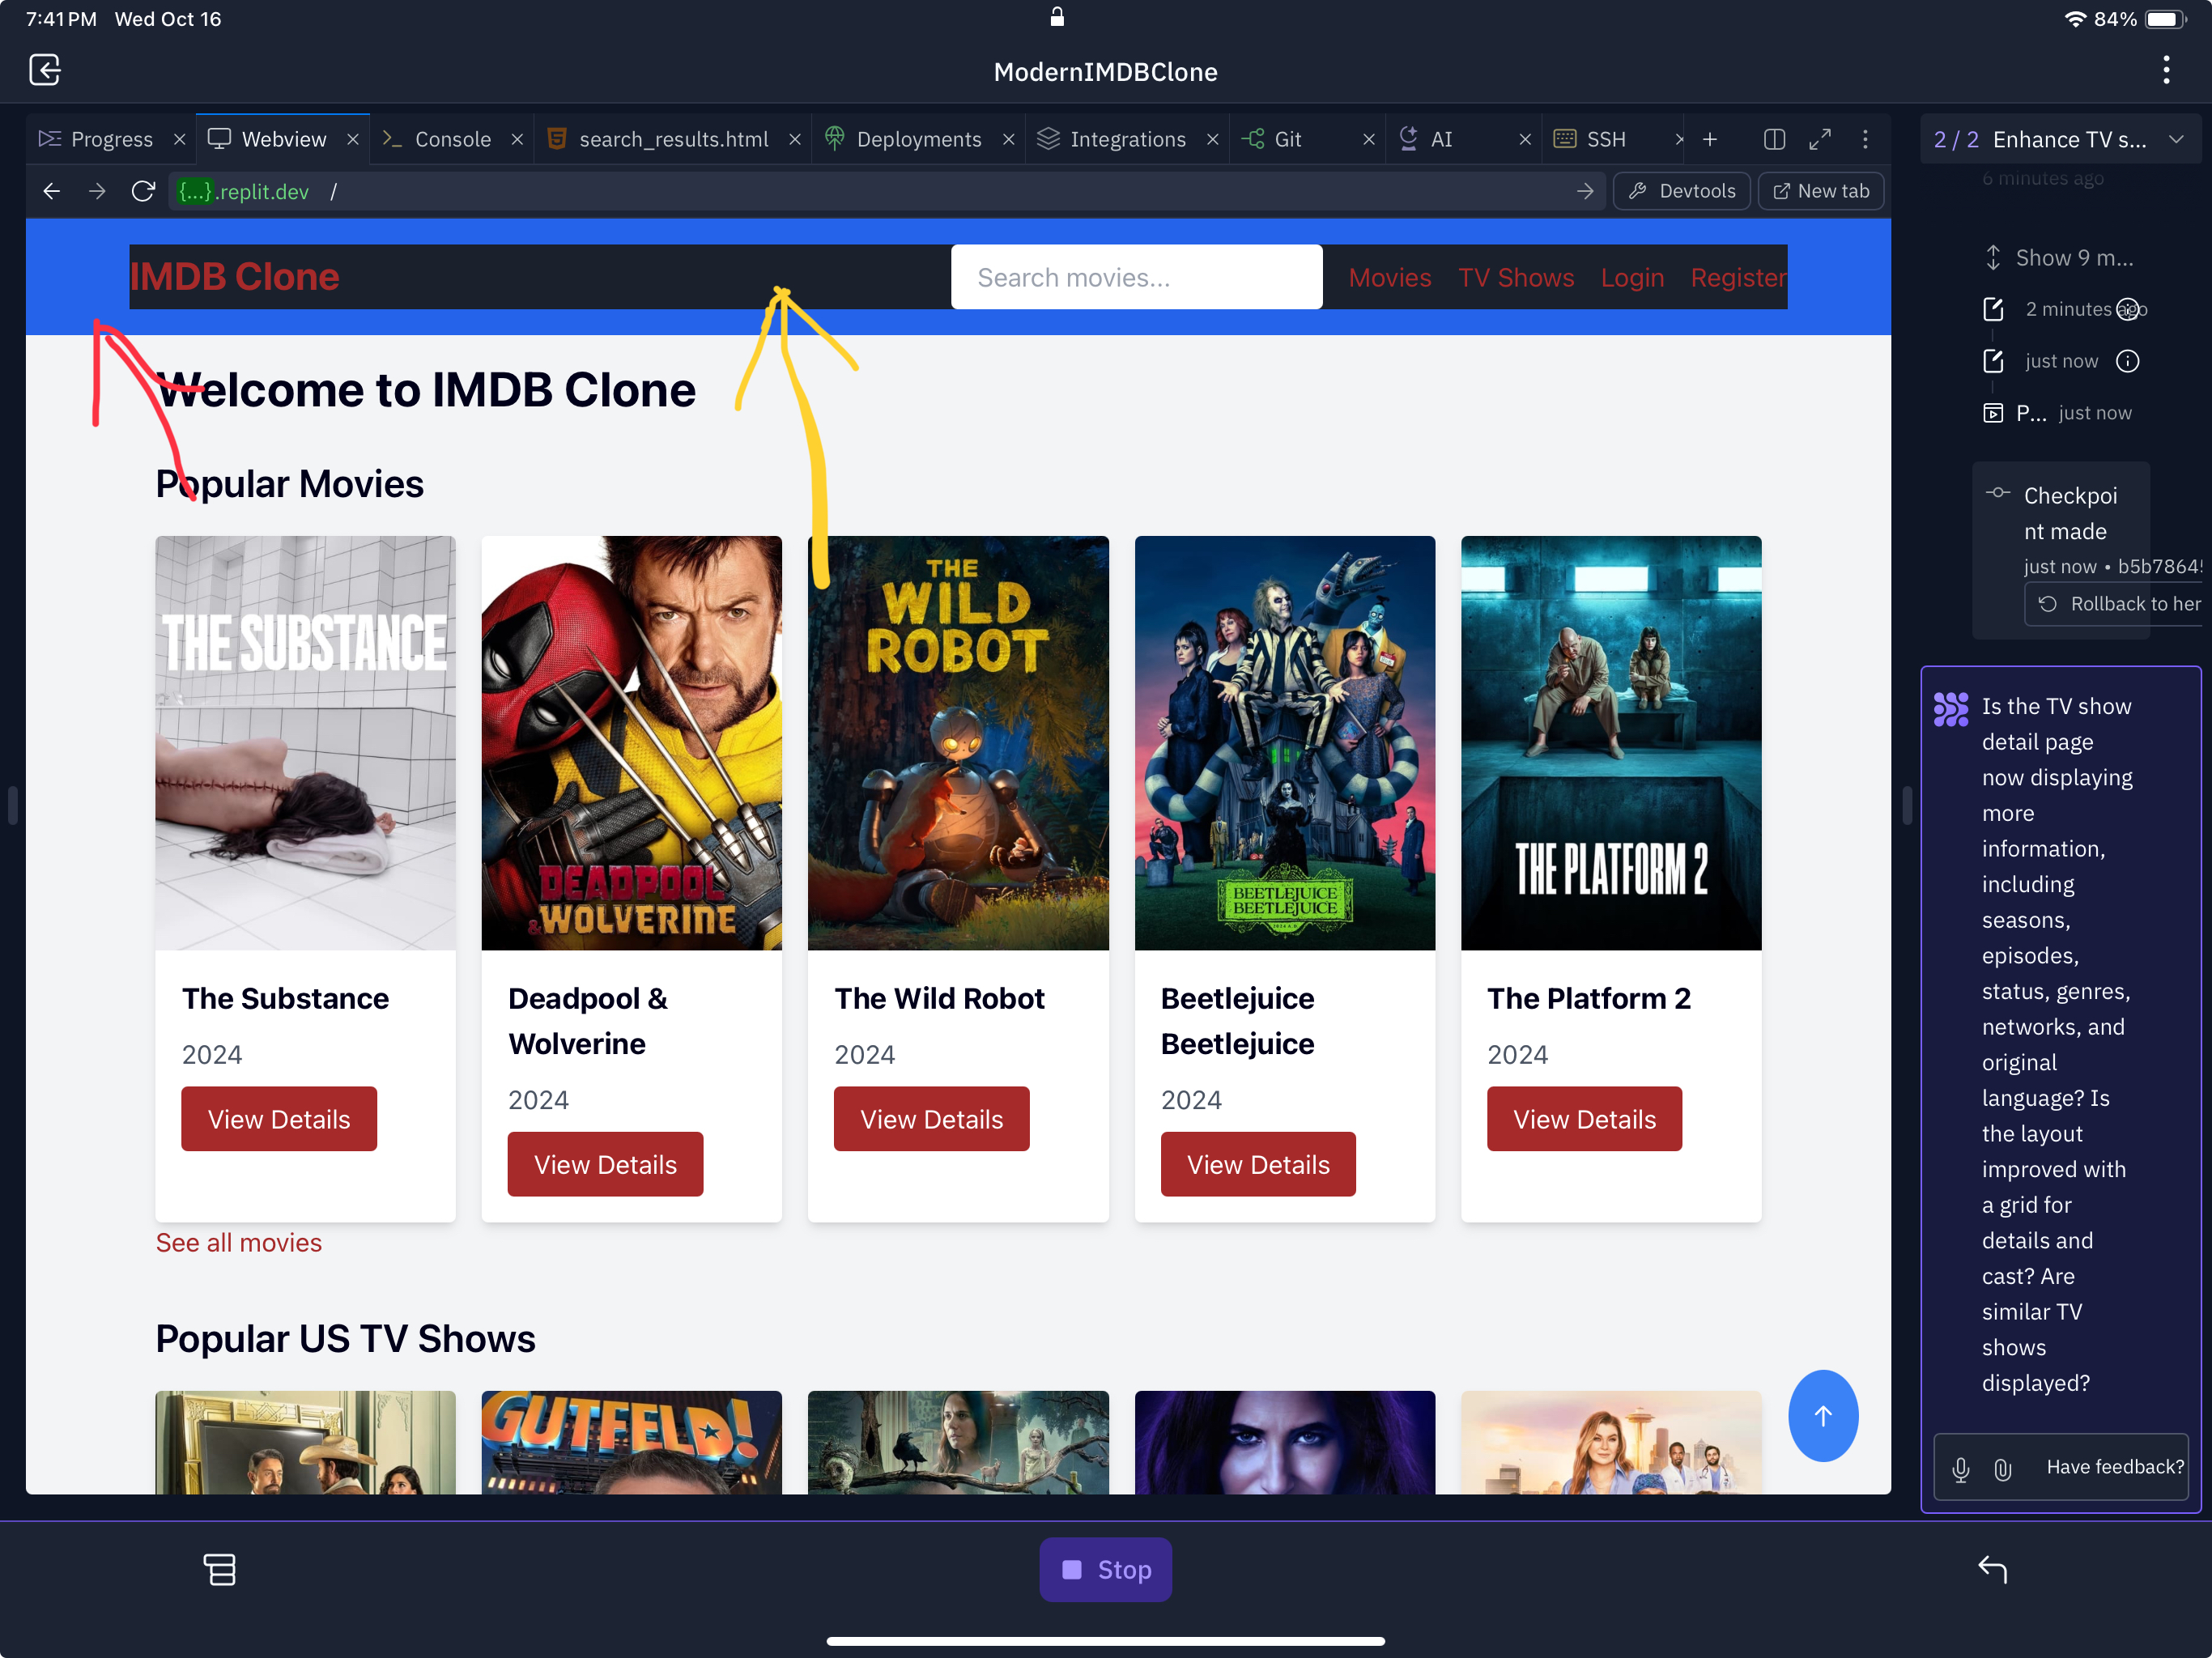 7:41 PM Wed Oct 16
84%
ModernIMDBClone
Progress
Webview
Console
search_results.html
Deployments
Integrations
Git
AI
SSH
2 / 2 Enhance TV s...
{...}.replit.dev /
Devtools
New tab
6 minutes ago
IMDB Clone
Search movies...
Movies TV Shows Login Register
Show 9 m...
2 minutes ago
just now
P... just now
Welcome to IMDB Clone
Popular Movies
THE SUBSTANCE
DEADPOOL
& WOLVERINE
THE
WILD
ROBOT
BEETLEJUICE
BEETLEJUICE
THE PLATFORM 2
The Substance
2024
View Details
Deadpool &
Wolverine
2024
View Details
The Wild Robot
2024
View Details
Beetlejuice
Beetlejuice
2024
View Details
The Platform 2
2024
View Details
See all movies
Popular US TV Shows
GUTFELD!
Checkpoi
nt made
just now • b5b7864
Rollback to her
Is the TV show
detail page
now displaying
more
information,
including
seasons,
episodes,
status, genres,
networks, and
original
language? Is
the layout
improved with
a grid for
details and
cast? Are
similar TV
shows
displayed?
Have feedback?
Stop